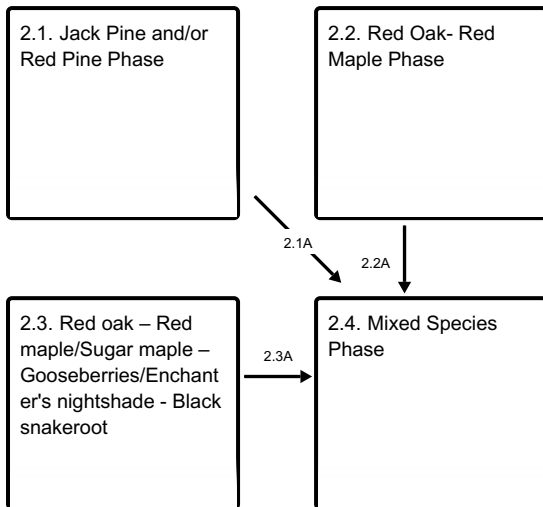 2.1. Jack Pine and/or
Red Pine Phase
2.2. Red Oak- Red
Maple Phase
2.1A
2.2A
2.3. Red oak – Red
maple/Sugar maple –
Gooseberries/Enchant
er's nightshade - Black
snakeroot
2.3A
2.4. Mixed Species
Phase